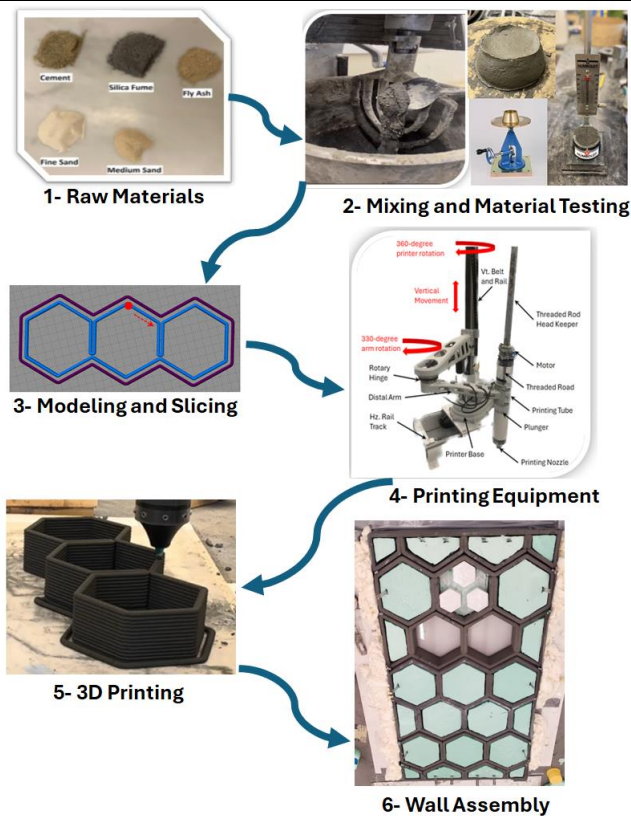 Cement
Silica Fume
Fly Ash
Fine Sand
Medium Sand
1- Raw Materials
2- Mixing and Material Testing
3- Modeling and Slicing
360-degree
printer rotation
Vt. Belt
and Rail
Vertical
Movement
Threaded Rod
Head Keeper
330-degree
arm rotation
Motor
Rotary
Hinge
Threaded Road
Distal Arm
Printing Tube
Hz. Rail
Track
Plunger
Printer Base
Printing Nozzle
4- Printing Equipment
5- 3D Printing
6- Wall Assembly